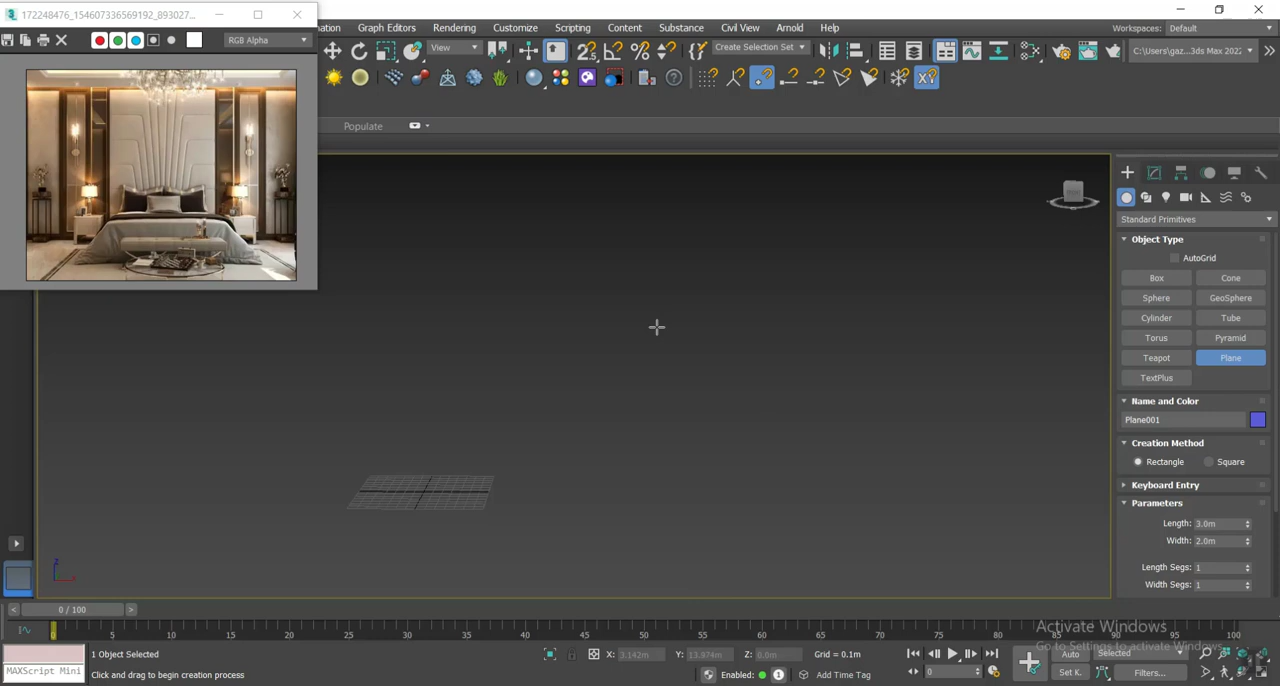 172248476_154607336569192_893027...
RGB Alpha
ation
Graph Editors
Rendering
Customize
Scripting
Content
Substance
Civil View
Arnold
Help
Workspaces: Default
View
Create Selection Set
C:\Users\gaz...3ds Max 2022
Populate
Standard Primitives
Object Type
AutoGrid
Box Cone
Sphere GeoSphere
Cylinder Tube
Torus Pyramid
Teapot Plane
TextPlus
Name and Color
Plane001
Creation Method
Rectangle Square
Keyboard Entry
Parameters
Length: 3.0m
Width: 2.0m
Length Segs: 1
Width Segs: 1
0 / 100
0 5 10 15 20 25 30 35 40 45 50 55 60 65 70 75 80 85 90 95 100
Activate Windows
Go to Settings to activate Windows.
1 Object Selected
X: 3.142m Y: 13.974m Z: 0.0m Grid = 0.1m
Auto Selected
MAXScript Mini
Click and drag to begin creation process
Enabled: Add Time Tag
0
Set K. Filters...